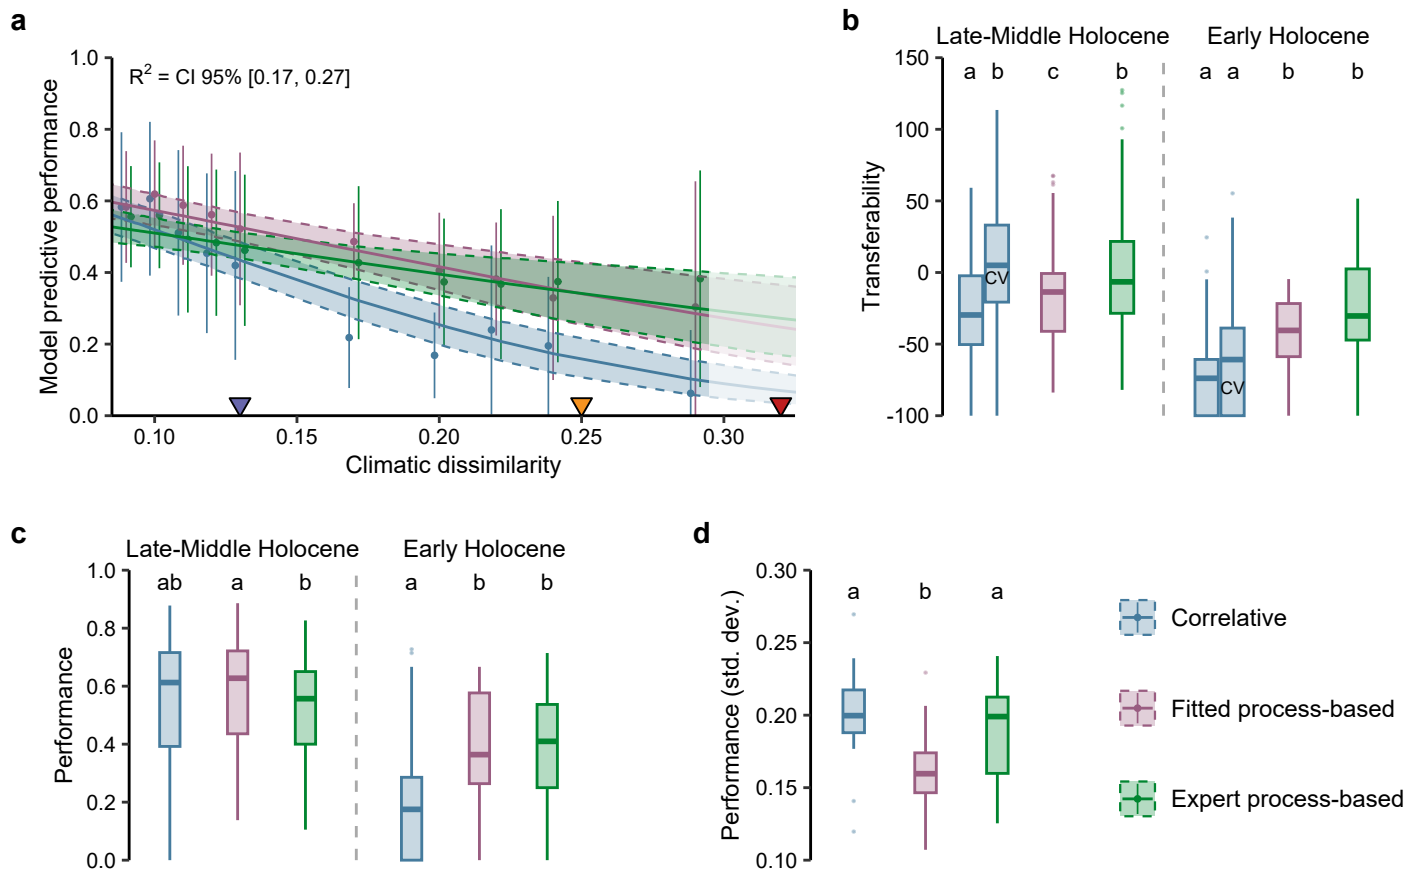 a
R² = CI 95% [0.17, 0.27]
Model predictive performance
1.0
0.8
0.6
0.4
0.2
0.0
0.10
0.15
0.20
0.25
0.30
Climatic dissimilarity
b
Late-Middle Holocene
Early Holocene
a b c b a a b b
Transferability
150
100
50
0
-50
-100
CV
CV
c
Late-Middle Holocene
Early Holocene
ab a b a b b
Performance
1.0
0.8
0.6
0.4
0.2
0.0
d
a b a
Performance (std. dev.)
0.30
0.25
0.20
0.15
0.10
Correlative
Fitted process-based
Expert process-based